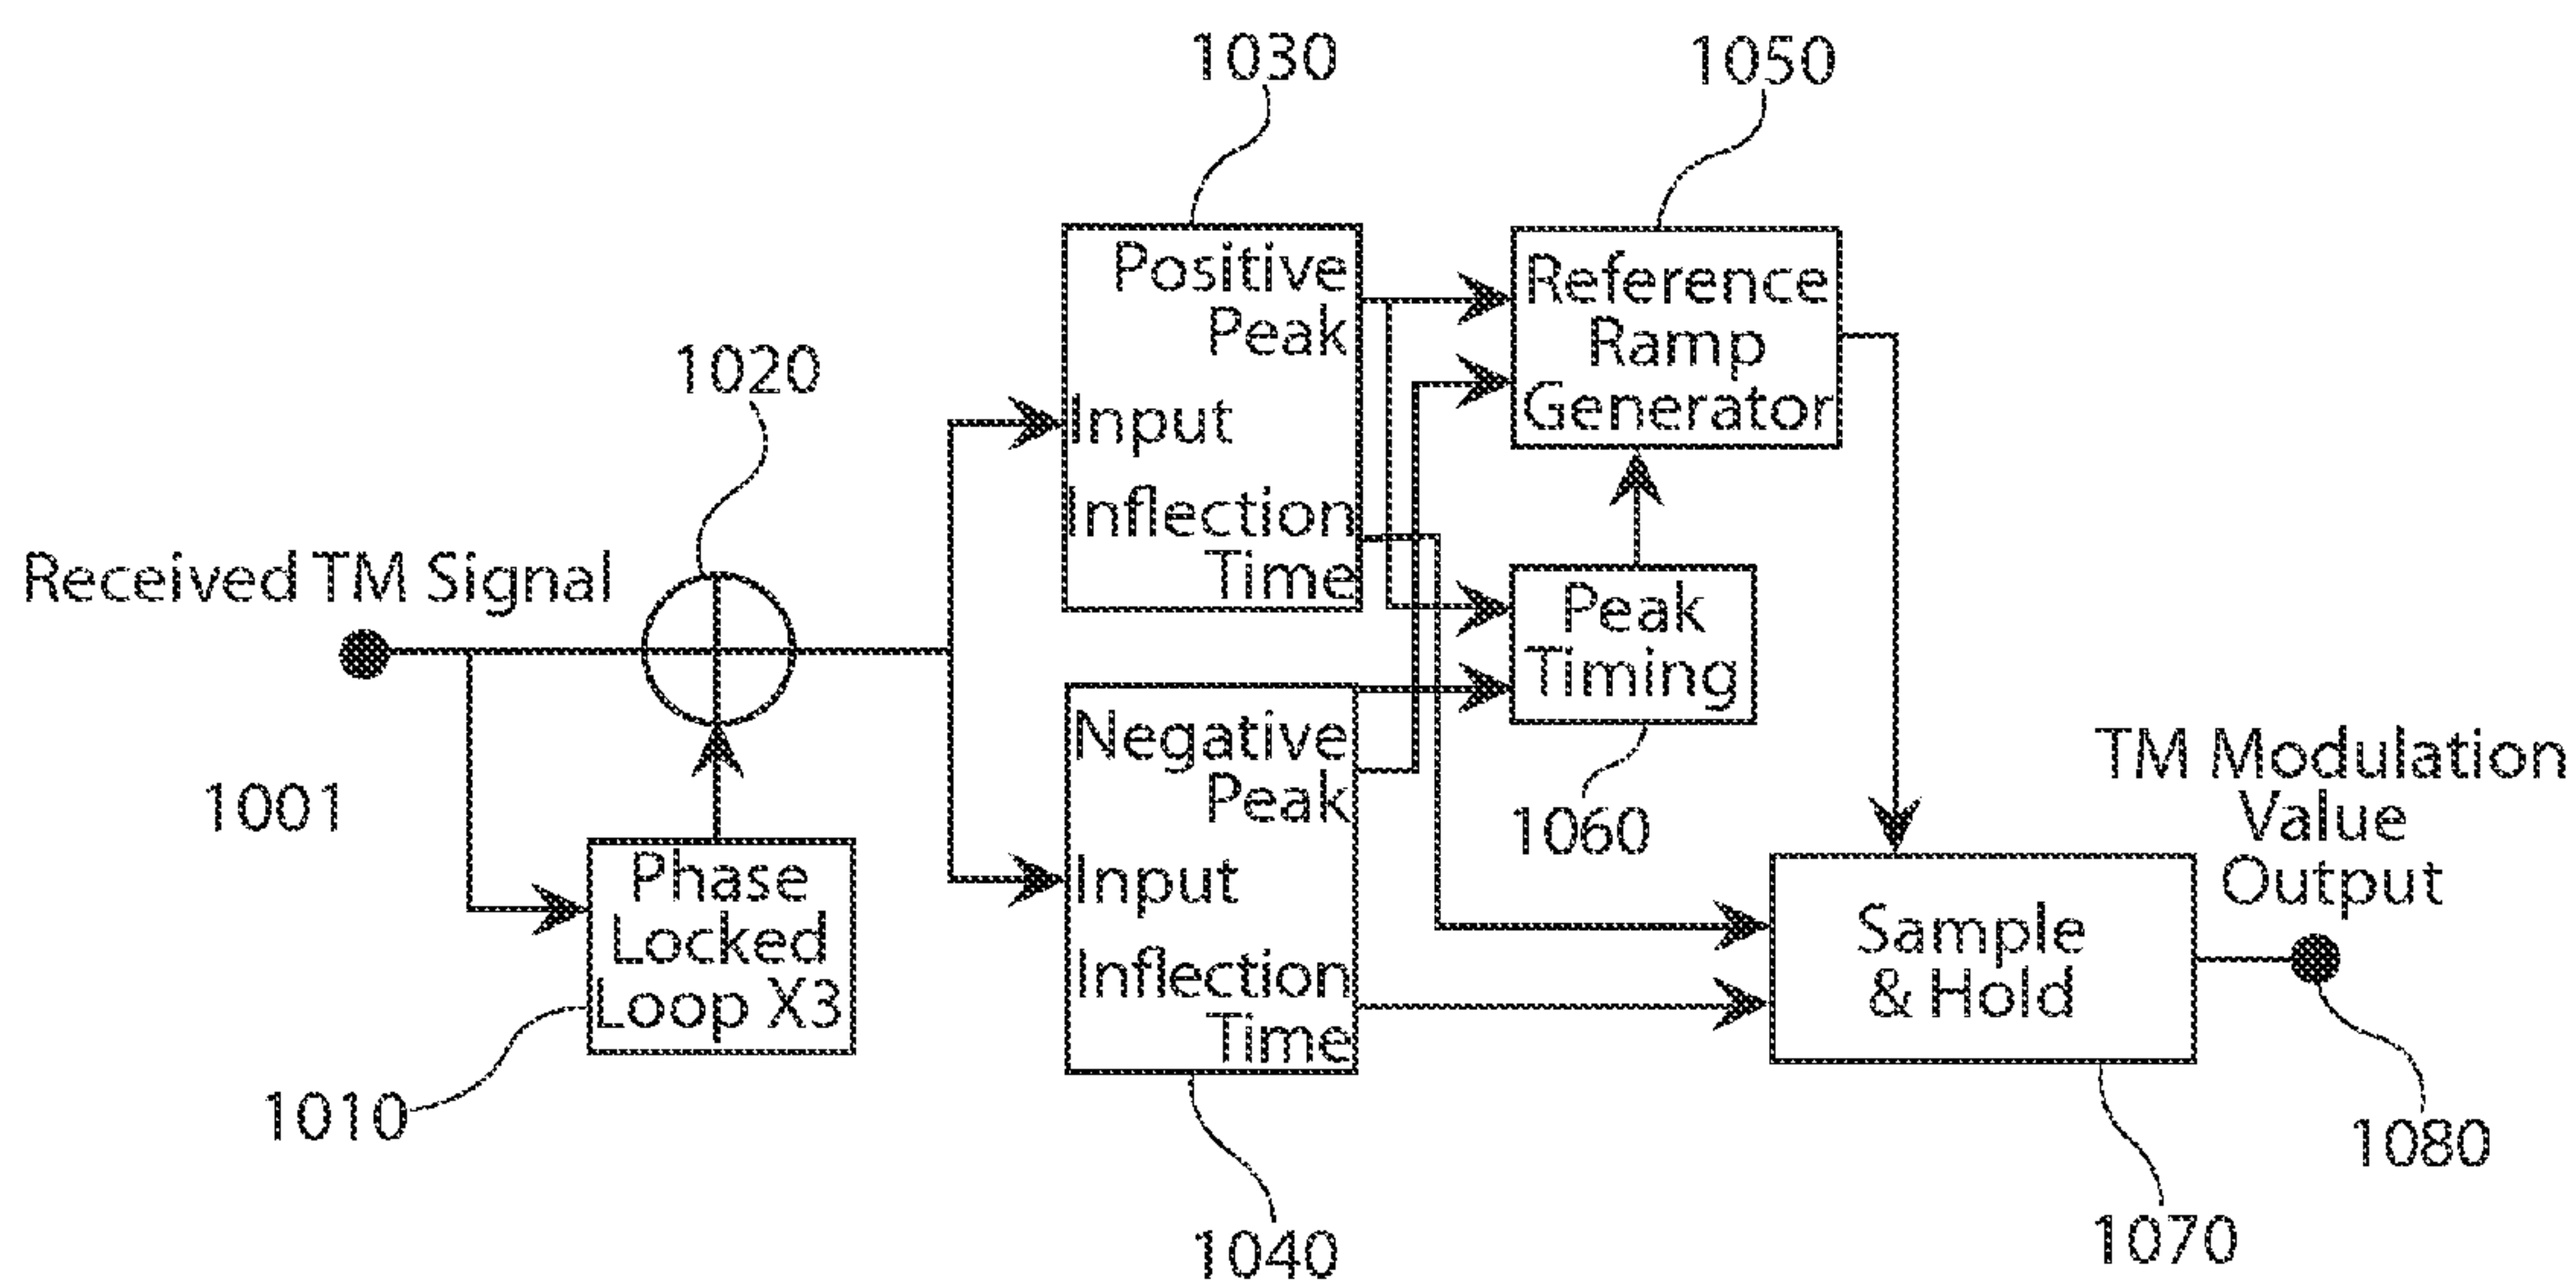 1030
1050
Positive
Peak
Input
Inflection
Time
Reference
Ramp
Generator
1020
Received TM Signal
Peak
Timing
1060
1001
Phase
Locked
Loop X3
1010
Negative
Peak
Input
Inflection
Time
1040
TM Modulation
Value
Output
Sample
& Hold
1080
1070